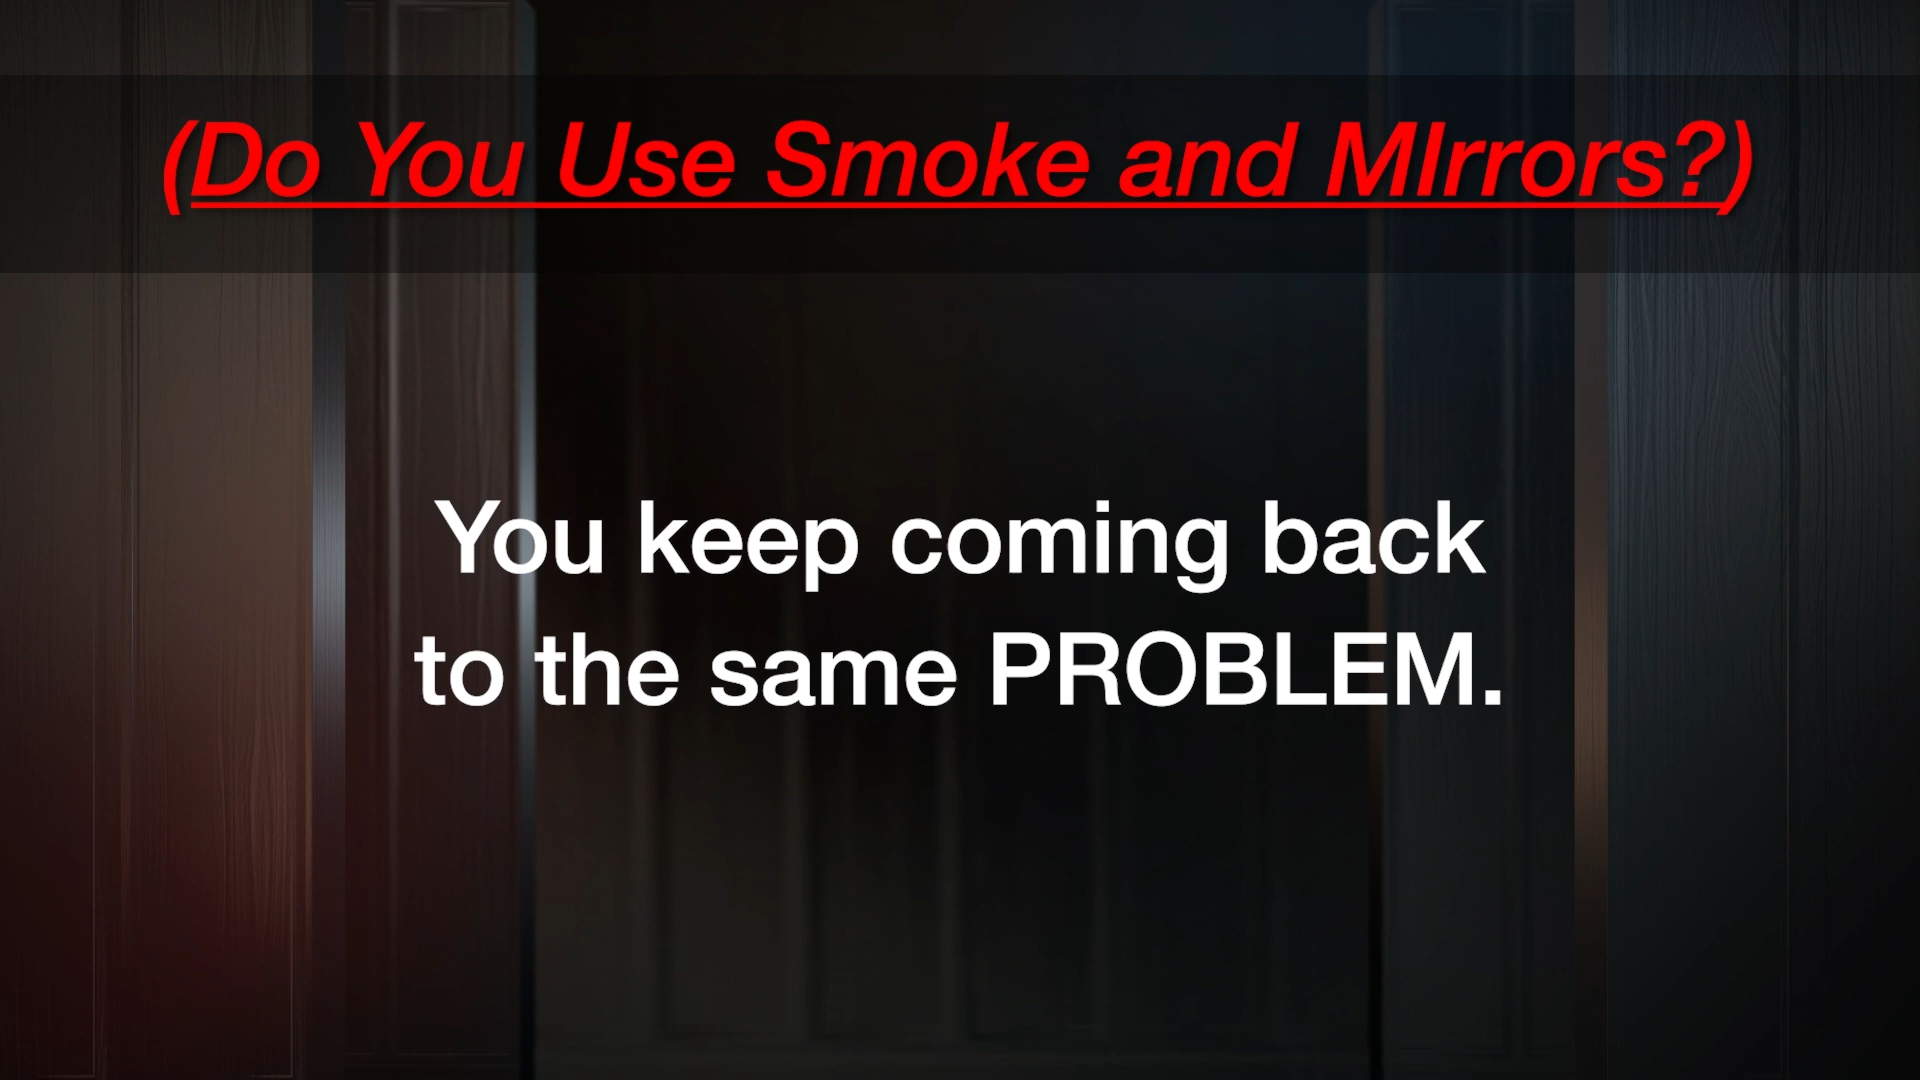 (Do You Use Smoke and MIrrors?)
You keep coming back
to the same PROBLEM.